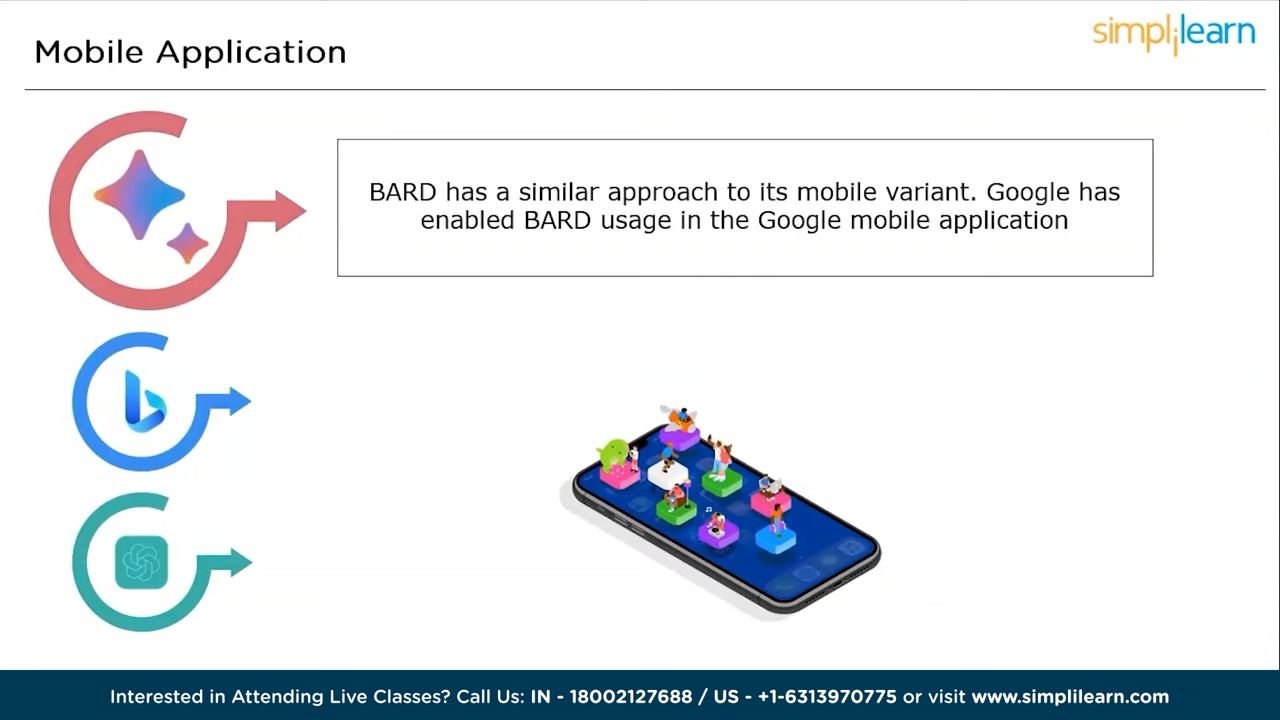 Mobile Application
simplilearn
BARD has a similar approach to its mobile variant. Google has
enabled BARD usage in the Google mobile application
Interested in Attending Live Classes? Call Us: IN - 18002127688 / US - +1-6313970775 or visit www.simplilearn.com